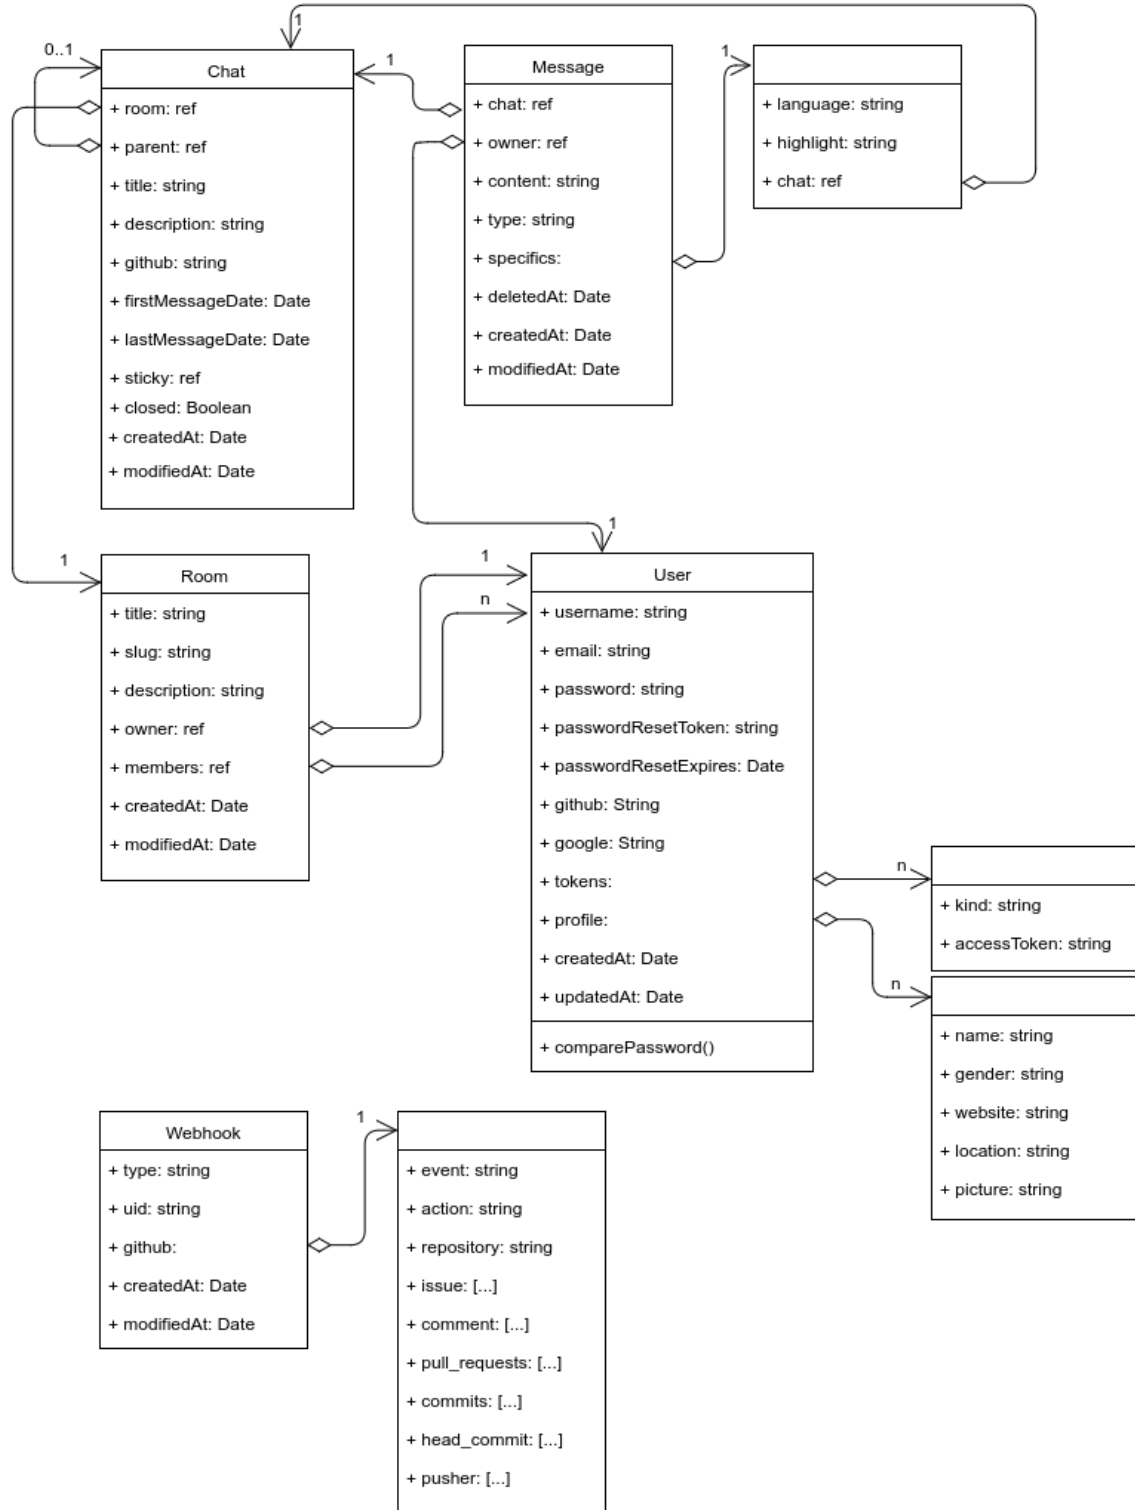 1
0..1
Chat
+ room: ref
+ parent: ref
+ title: string
+ description: string
+ github: string
+ firstMessageDate: Date
+ lastMessageDate: Date
+ sticky: ref
+ closed: Boolean
+ createdAt: Date
+ modifiedAt: Date
1
Message
+ chat: ref
+ owner: ref
+ content: string
+ type: string
+ specifics:
+ deletedAt: Date
+ createdAt: Date
+ modifiedAt: Date
1
+ language: string
+ highlight: string
+ chat: ref
1
Room
+ title: string
+ slug: string
+ description: string
+ owner: ref
+ members: ref
+ createdAt: Date
+ modifiedAt: Date
1
n
1
User
+ username: string
+ email: string
+ password: string
+ passwordResetToken: string
+ passwordResetExpires: Date
+ github: String
+ google: String
+ tokens:
+ profile:
+ createdAt: Date
+ updatedAt: Date
+ comparePassword()
n
+ kind: string
+ accessToken: string
n
+ name: string
+ gender: string
+ website: string
+ location: string
+ picture: string
Webhook
+ type: string
+ uid: string
+ github:
+ createdAt: Date
+ modifiedAt: Date
1
+ event: string
+ action: string
+ repository: string
+ issue: [...]
+ comment: [...]
+ pull_requests: [...]
+ commits: [...]
+ head_commit: [...]
+ pusher: [...]